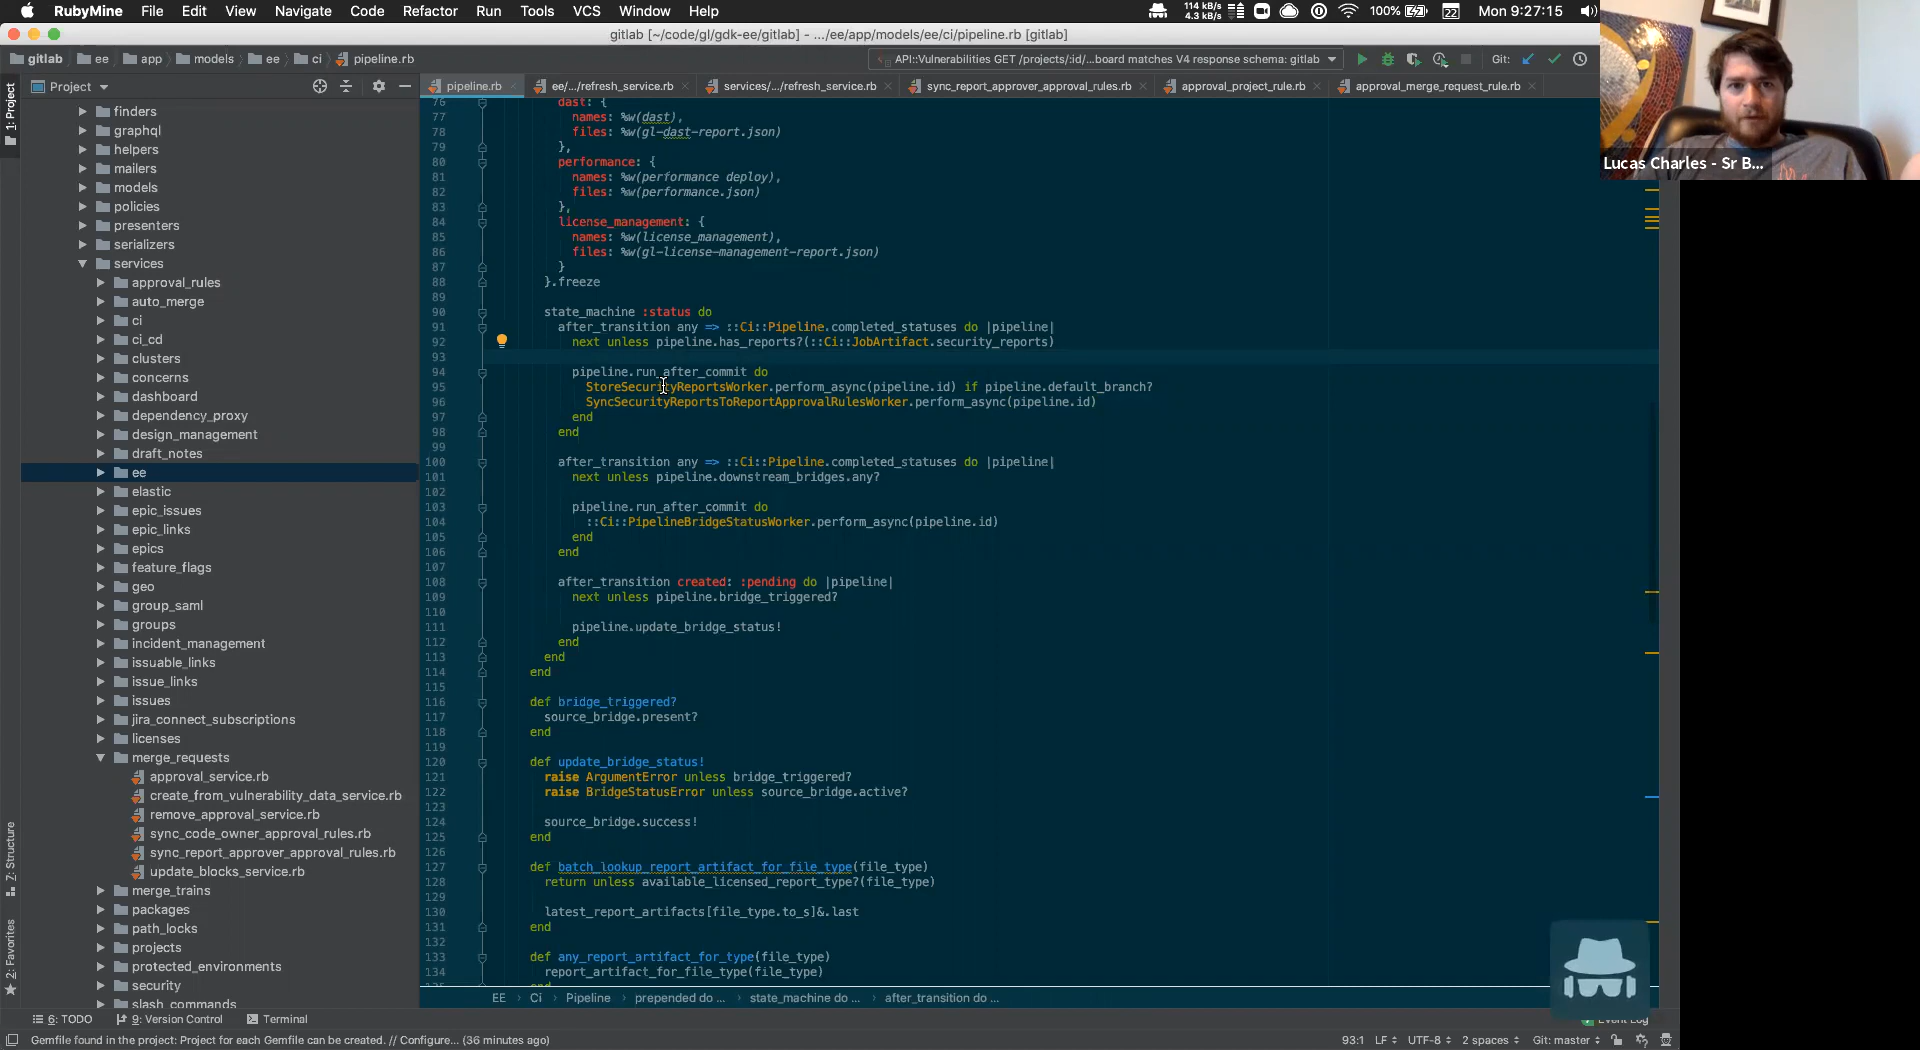 RubyMine File Edit View Navigate Code Refactor Run Tools VCS Window Help
114 kB/s
4.3 kB/s
100%
22
Mon 9:27:15
gitlab [~/code/gl/gdk-ee/gitlab] - .../ee/app/models/ee/ci/pipeline.rb [gitlab]
gitlab ee app models ee ci pipeline.rb
API::Vulnerabilities GET /projects/:id/...board matches V4 response schema: gitlab
Git:
Project
pipeline.rb
ee/.../refresh_service.rb
services/.../refresh_service.rb
sync_report_approver_approval_rules.rb
approval_project_rule.rb
approval_merge_request_rule.rb
Lucas Charles - Sr B...
1: Project
Z: Structure
2: Favorites
finders
graphql
helpers
mailers
models
policies
presenters
serializers
services
approval_rules
auto_merge
ci
ci_cd
clusters
concerns
dashboard
dependency_proxy
design_management
draft_notes
ee
elastic
epic_issues
epic_links
epics
feature_flags
geo
group_saml
groups
incident_management
issuable_links
issue_links
issues
jira_connect_subscriptions
licenses
merge_requests
approval_service.rb
create_from_vulnerability_data_service.rb
remove_approval_service.rb
sync_code_owner_approval_rules.rb
sync_report_approver_approval_rules.rb
update_blocks_service.rb
merge_trains
packages
path_locks
projects
protected_environments
security
slash_commands
76 dast: {
77 names: %w(dast),
78 files: %w(gl-dast-report.json)
79 },
80 performance: {
81 names: %w(performance deploy),
82 files: %w(performance.json)
83 },
84 license_management: {
85 names: %w(license_management),
86 files: %w(gl-license-management-report.json)
87 }
88 }.freeze
89
90 state_machine :status do
91 after_transition any => ::Ci::Pipeline.completed_statuses do |pipeline|
92 next unless pipeline.has_reports?(::Ci::JobArtifact.security_reports)
93
94 pipeline.run_after_commit do
95 StoreSecurityReportsWorker.perform_async(pipeline.id) if pipeline.default_branch?
96 SyncSecurityReportsToReportApprovalRulesWorker.perform_async(pipeline.id)
97 end
98 end
99
100 after_transition any => ::Ci::Pipeline.completed_statuses do |pipeline|
101 next unless pipeline.downstream_bridges.any?
102
103 pipeline.run_after_commit do
104 ::Ci::PipelineBridgeStatusWorker.perform_async(pipeline.id)
105 end
106 end
107
108 after_transition created: :pending do |pipeline|
109 next unless pipeline.bridge_triggered?
110
111 pipeline.update_bridge_status!
112 end
113 end
114 end
115
116 def bridge_triggered?
117 source_bridge.present?
118 end
119
120 def update_bridge_status!
121 raise ArgumentError unless bridge_triggered?
122 raise BridgeStatusError unless source_bridge.active?
123
124 source_bridge.success!
125 end
126
127 def batch_lookup_report_artifact_for_file_type(file_type)
128 return unless available_licensed_report_type?(file_type)
129
130 latest_report_artifacts[file_type.to_s]&.last
131 end
132
133 def any_report_artifact_for_type(file_type)
134 report_artifact_for_file_type(file_type)
EE › Ci › Pipeline › prepended do ... › state_machine do ... › after_transition do ...
6: TODO 9: Version Control Terminal
Event Log
Gemfile found in the project: Project for each Gemfile can be created. // Configure... (36 minutes ago)
93:1 LF UTF-8 2 spaces Git: master